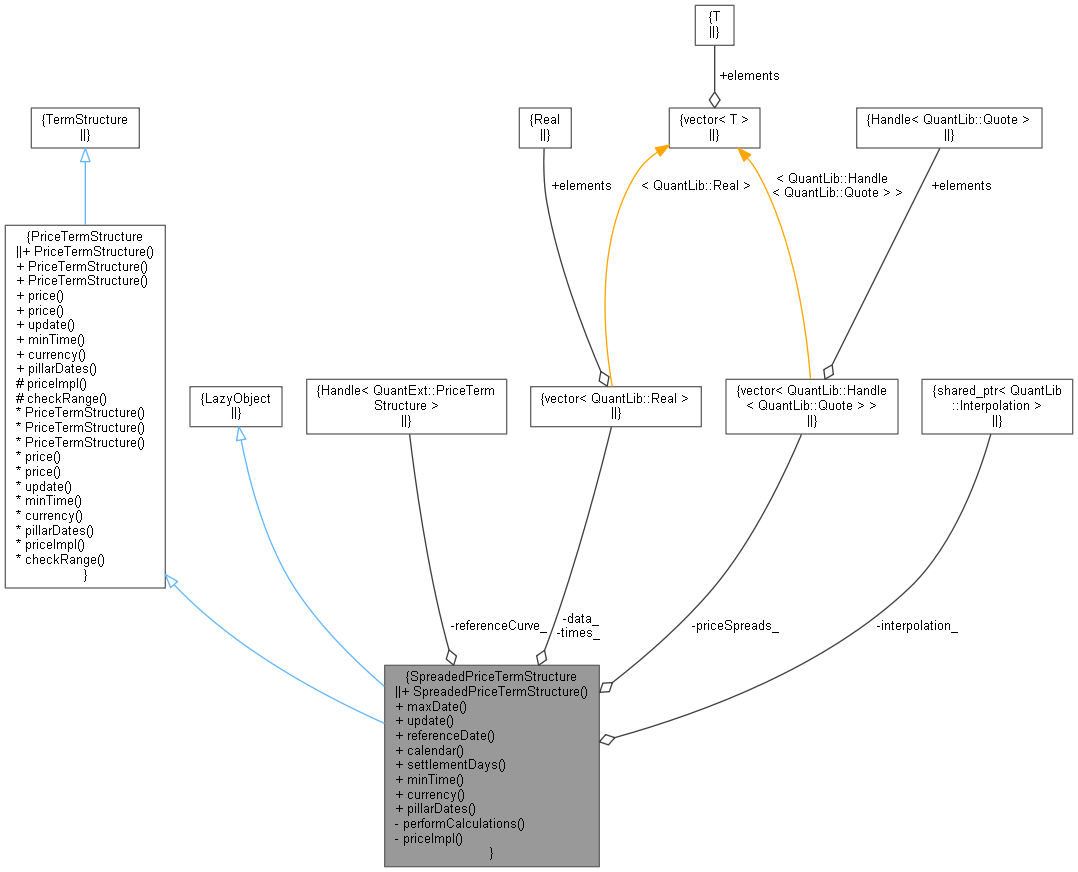 {T
||}
+elements
{TermStructure
||}
{Real
||}
{vector< T >
||}
{Handle< QuantLib::Quote >
||}
+elements
< QuantLib::Real >
< QuantLib::Handle
< QuantLib::Quote > >
+elements
{PriceTermStructure
||+ PriceTermStructure()
+ PriceTermStructure()
+ PriceTermStructure()
+ price()
+ price()
+ update()
+ minTime()
+ currency()
+ pillarDates()
# priceImpl()
# checkRange()
* PriceTermStructure()
* PriceTermStructure()
* PriceTermStructure()
* price()
* price()
* update()
* minTime()
* currency()
* pillarDates()
* priceImpl()
* checkRange()
}
{LazyObject
||}
{Handle< QuantExt::PriceTerm
Structure >
||}
{vector< QuantLib::Real >
||}
{vector< QuantLib::Handle
< QuantLib::Quote > >
||}
{shared_ptr< QuantLib
::Interpolation >
||}
-referenceCurve_
-data_
-times_
-priceSpreads_
-interpolation_
{SpreadedPriceTermStructure
||+ SpreadedPriceTermStructure()
+ maxDate()
+ update()
+ referenceDate()
+ calendar()
+ settlementDays()
+ minTime()
+ currency()
+ pillarDates()
- performCalculations()
- priceImpl()
}